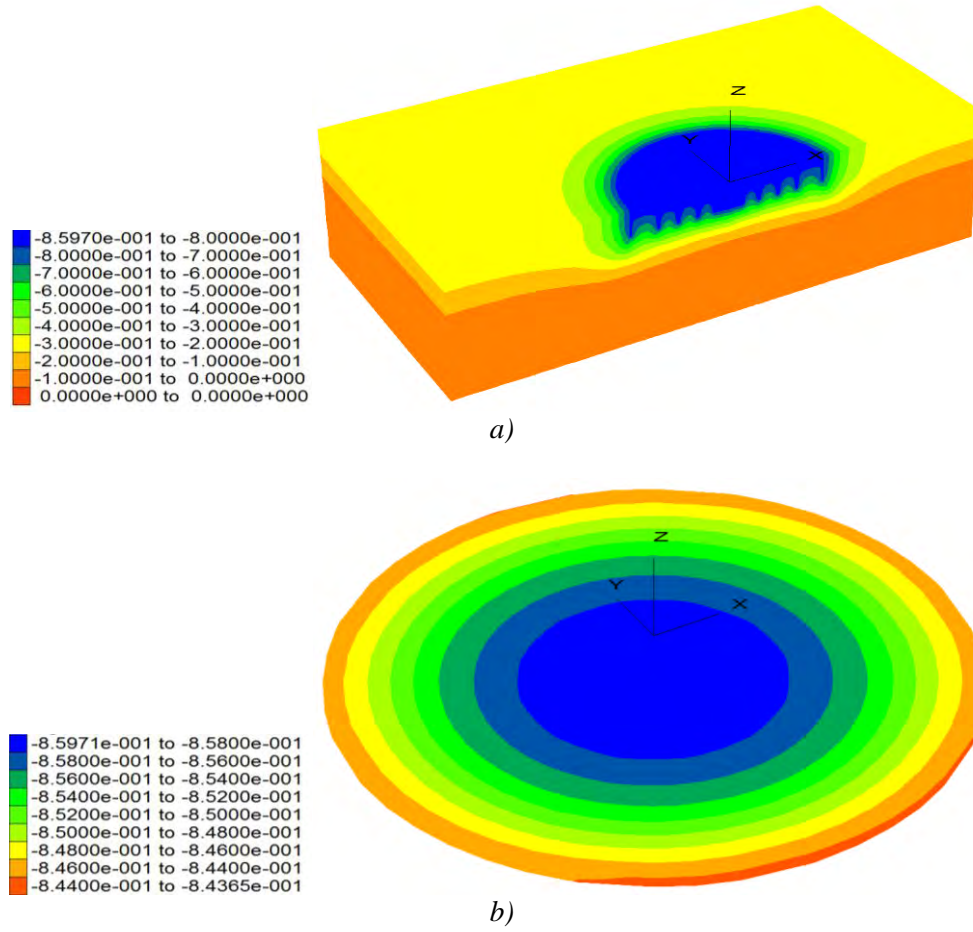 Z
Y
X
-8.5970e-001 to -8.0000e-001
-8.0000e-001 to -7.0000e-001
-7.0000e-001 to -6.0000e-001
-6.0000e-001 to -5.0000e-001
-5.0000e-001 to -4.0000e-001
-4.0000e-001 to -3.0000e-001
-3.0000e-001 to -2.0000e-001
-2.0000e-001 to -1.0000e-001
-1.0000e-001 to 0.0000e+000
0.0000e+000 to 0.0000e+000
a)
Z
Y
X
-8.5971e-001 to -8.5800e-001
-8.5800e-001 to -8.5600e-001
-8.5600e-001 to -8.5400e-001
-8.5400e-001 to -8.5200e-001
-8.5200e-001 to -8.5000e-001
-8.5000e-001 to -8.4800e-001
-8.4800e-001 to -8.4600e-001
-8.4600e-001 to -8.4400e-001
-8.4400e-001 to -8.4365e-001
b)